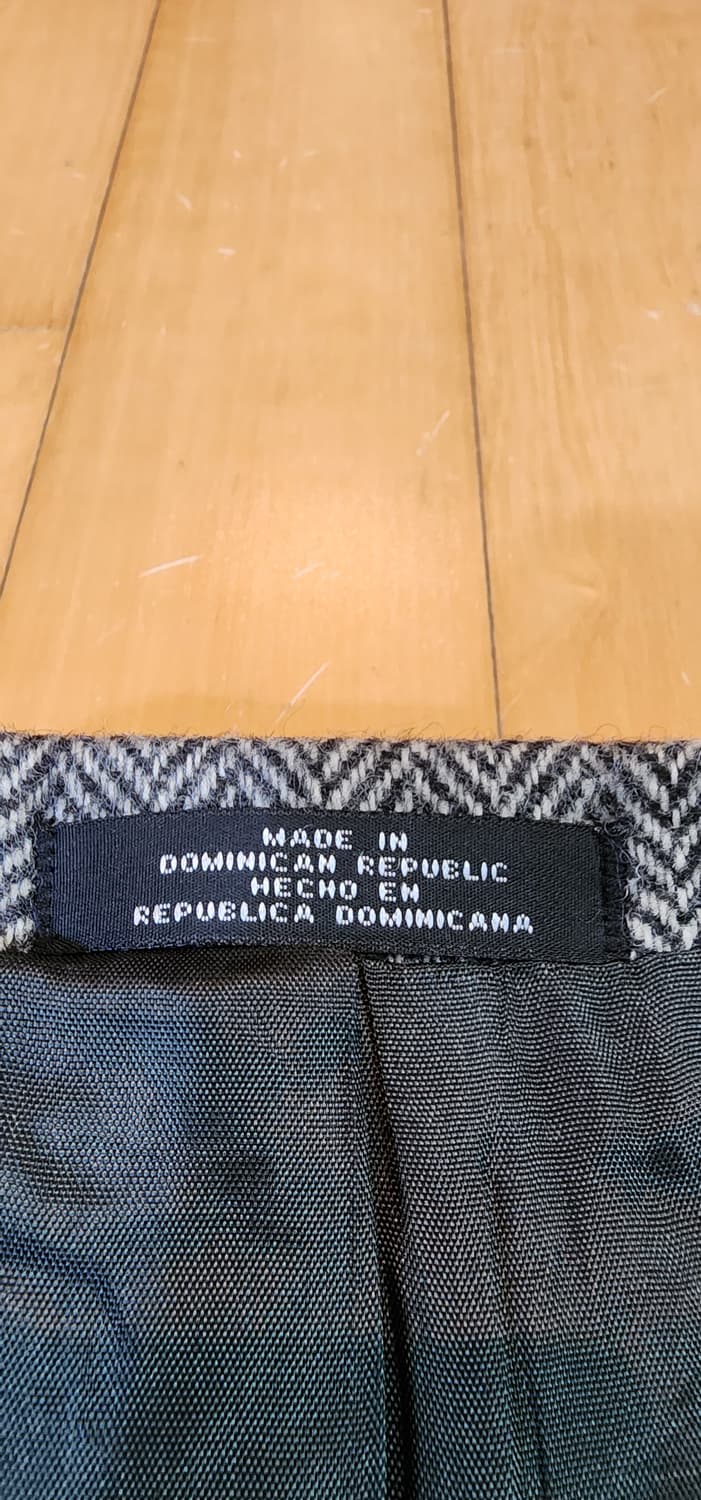 MADE IN
DOMINICAN REPUBLIC
HECHO EN
REPUBLICA DOMINICANA